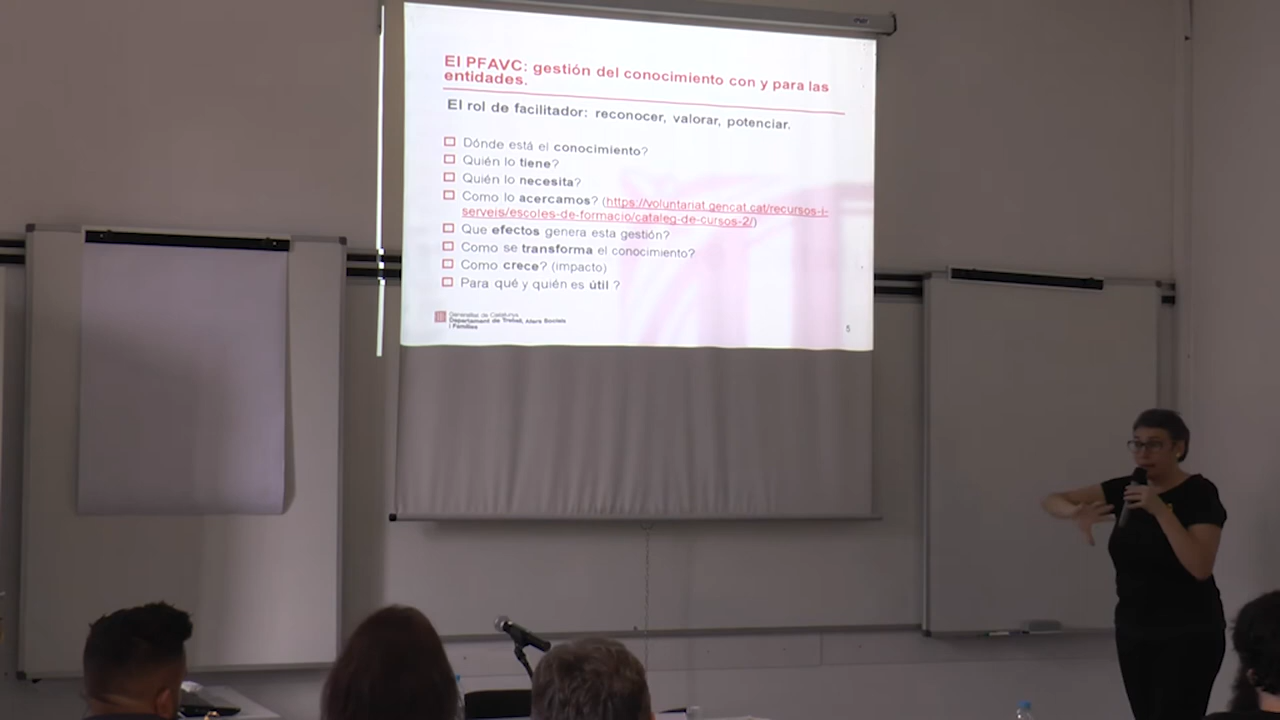 El PFAVC: gestión del conocimiento con y para las
entidades.
El rol de facilitador: reconocer, valorar, potenciar.
Dónde está el conocimiento?
Quién lo tiene?
Quién lo necesita?
Como lo acercamos? (https://voluntariat.gencat.cat/recursos-i-
serveis/escoles-de-formacio/cataleg-de-cursos-2/)
Que efectos genera esta gestión?
Como se transforma el conocimiento?
Como crece? (impacto)
Para qué y quién es útil ?
Generalitat de Catalunya
Departament de Treball, Afers Socials
i Famílies
5